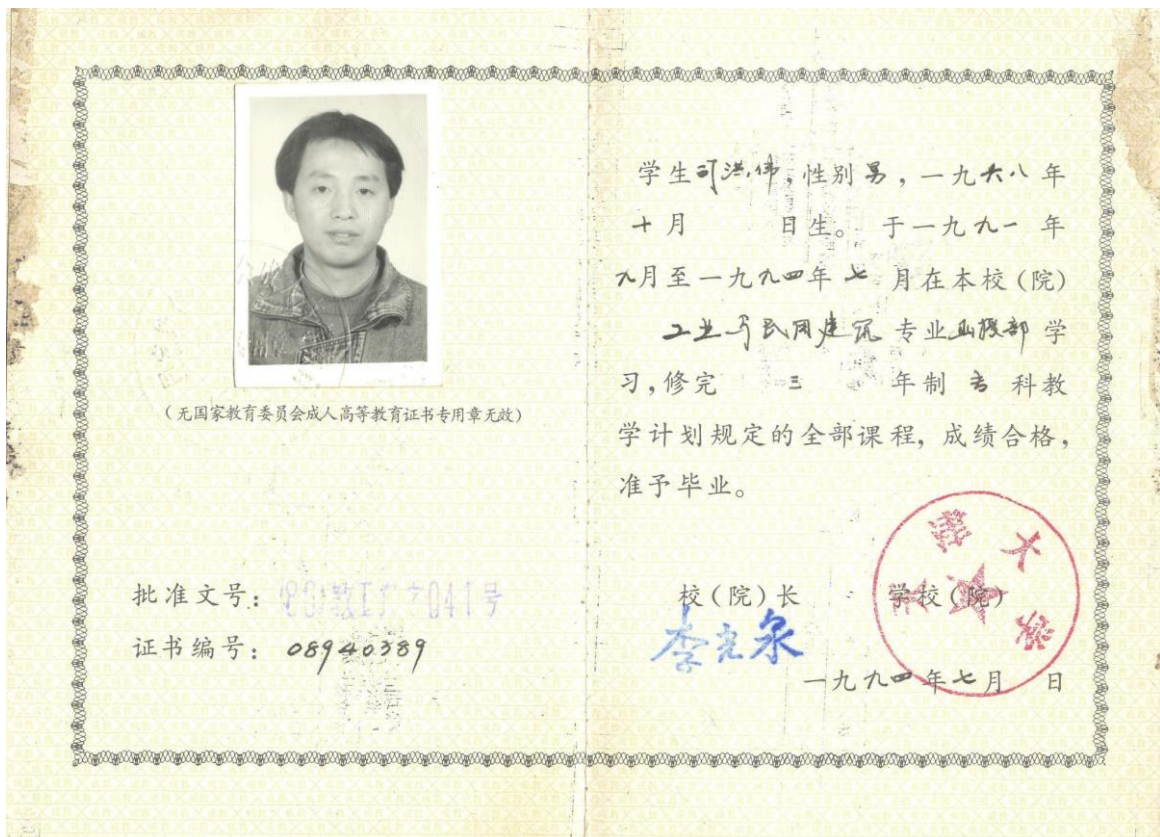 (无国家教育委员会成人高等教育证书专用章无效)
批准文号:
证书编号: 08940389
学生司洪伟,性别男,一九六八年
十月 日生。 于一九九一 年
九月至一九九四年七月在本校(院)
工业与民用建筑专业函授部学
习,修完 三 年制专科教
学计划规定的全部课程,成绩合格,
准予毕业。
校(院)长 学校(院)
一九九四年七月 日